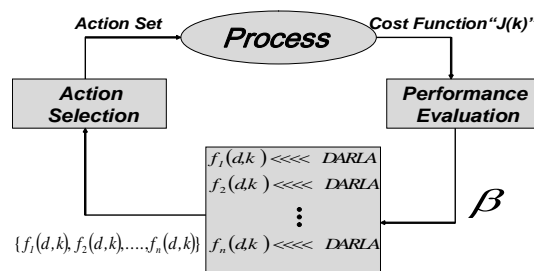 Action Set
Process
Cost Function“J(k)”
Action
Selection
Performance
Evaluation
f₁(d,k) <<<< DARLA
f₂(d,k) <<<< DARLA
⋮
fₙ(d,k) <<<< DARLA
β
{f₁(d,k), f₂(d,k),....,fₙ(d,k)}